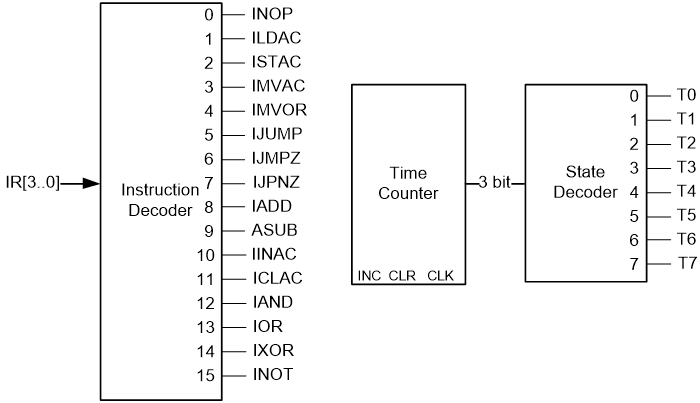 0 INOP
1 ILDAC
2 ISTAC
3 IMVAC
4 IMVOR
5 IJUMP
6 IJMPZ
7 IJPNZ
8 IADD
9 ASUB
10 IINAC
11 ICLAC
12 IAND
13 IOR
14 IXOR
15 INOT
IR[3..0]
Instruction
Decoder
Time
Counter
INC CLR CLK
3 bit
State
Decoder
0 T0
1 T1
2 T2
3 T3
4 T4
5 T5
6 T6
7 T7